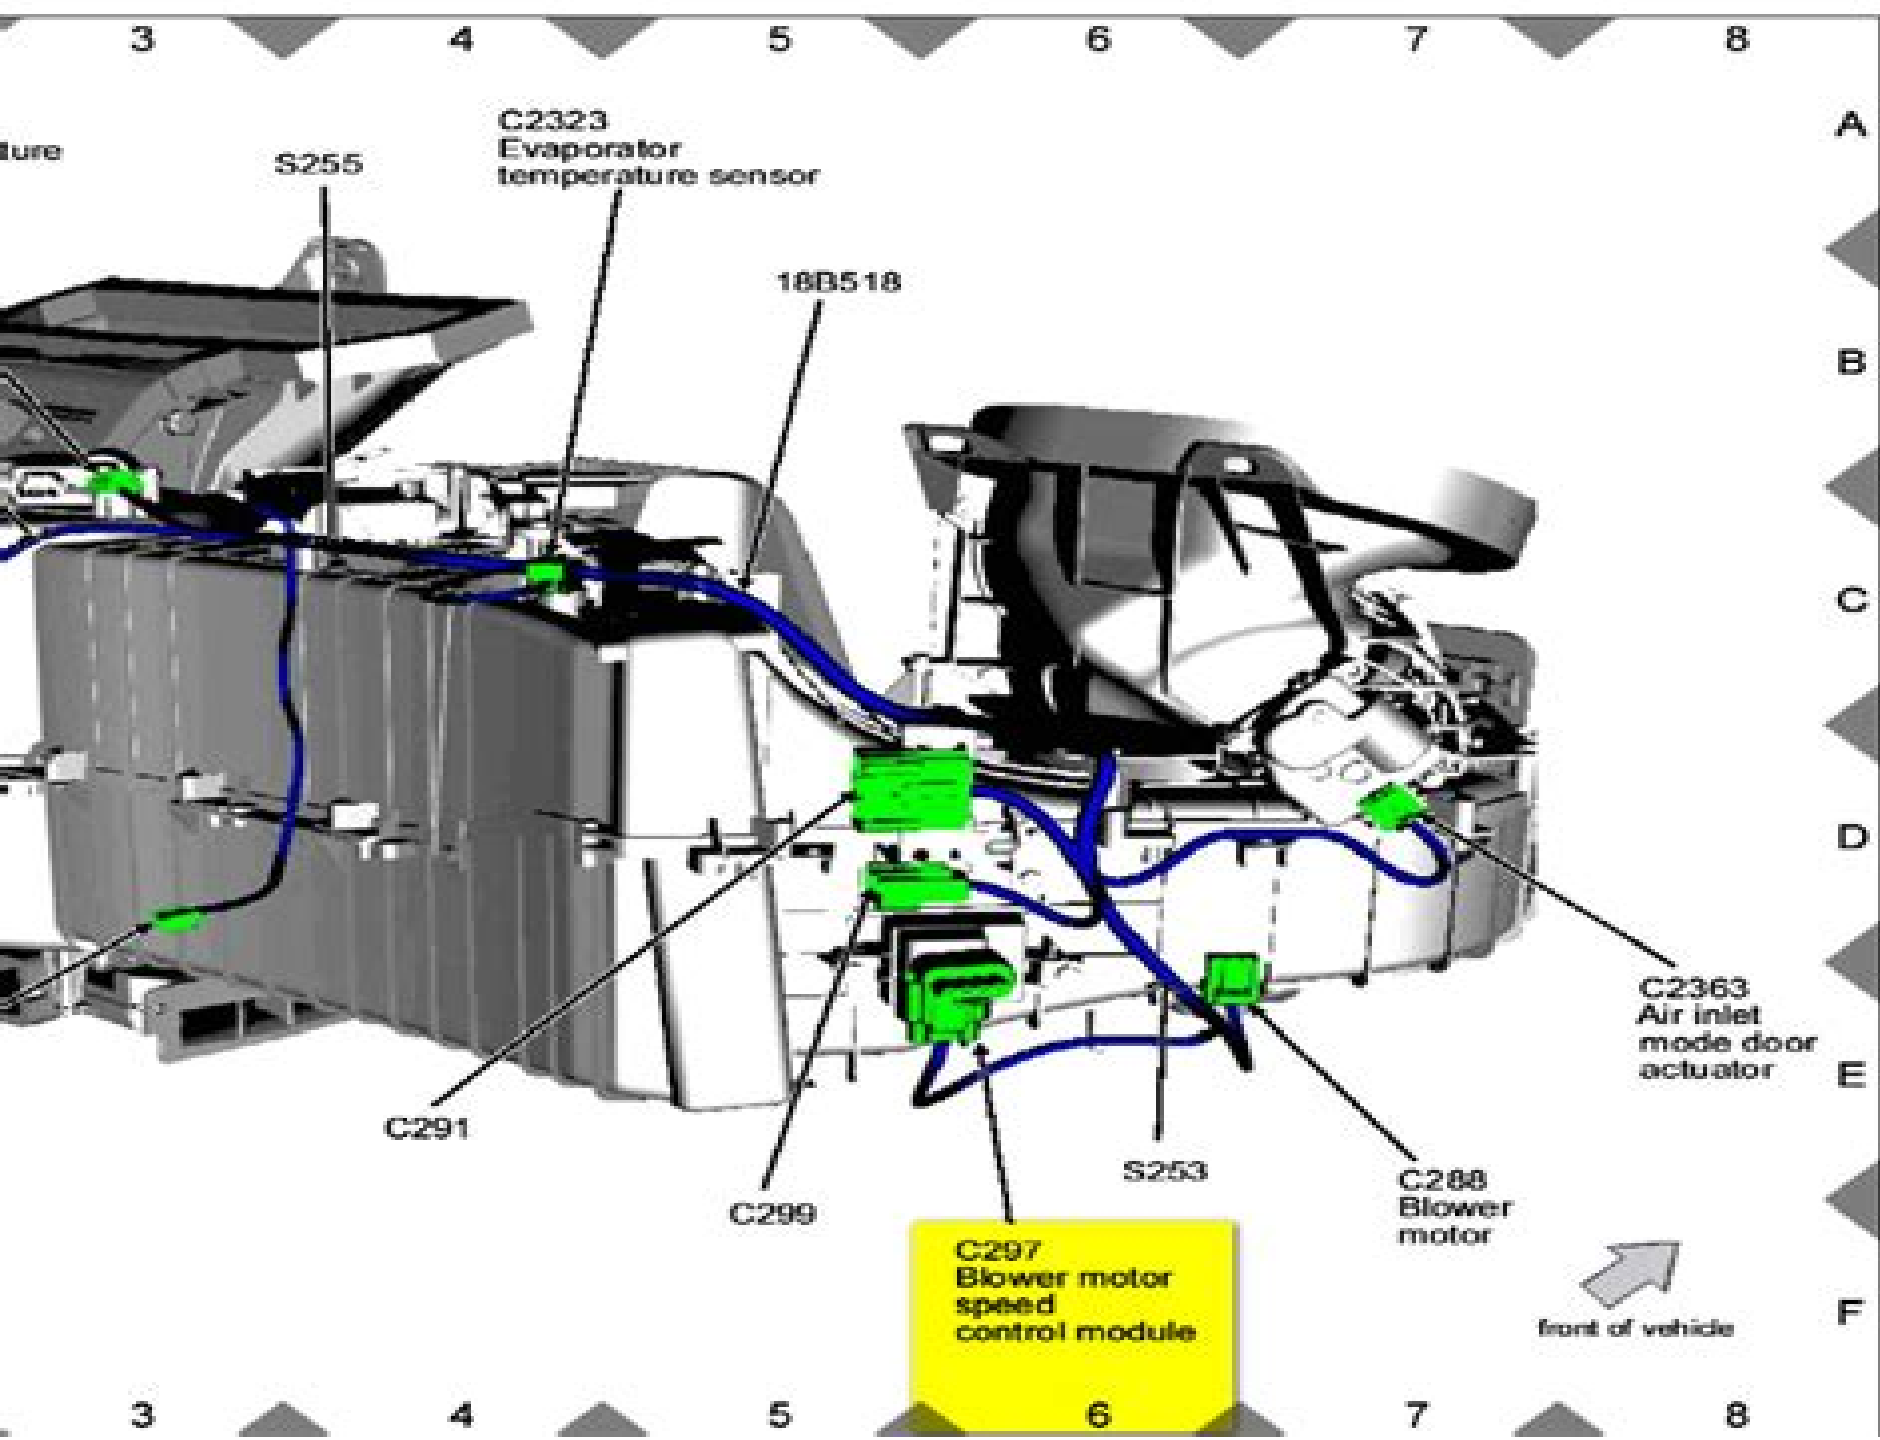 3 4 5 6 7 8
A
C2323
Evaporator
temperature sensor
ture
S255
18B518
B
C
D
C2363
Air inlet
mode door
actuator
E
C291
S253
C299
C288
Blower
motor
C297
Blower motor
speed
control module
front of vehicle
F
3 4 5 6 7 8